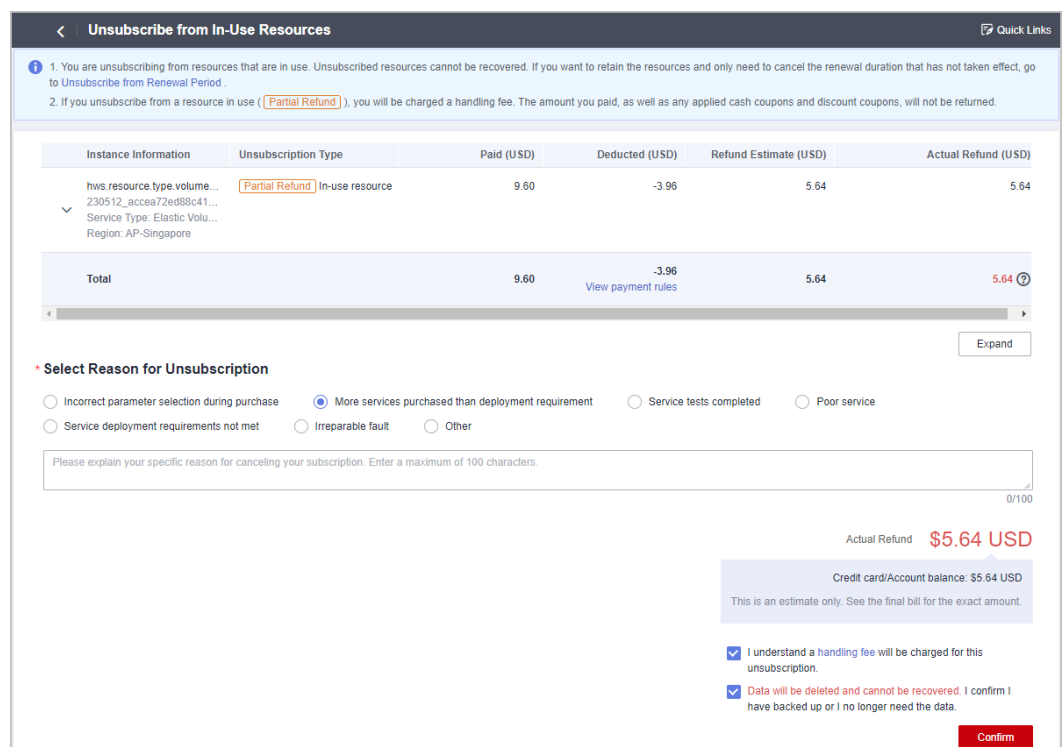 Unsubscribe from In-Use Resources
Quick Links
1. You are unsubscribing from resources that are in use. Unsubscribed resources cannot be recovered. If you want to retain the resources and only need to cancel the renewal duration that has not taken effect, go
to Unsubscribe from Renewal Period .
2. If you unsubscribe from a resource in use ( Partial Refund ), you will be charged a handling fee. The amount you paid, as well as any applied cash coupons and discount coupons, will not be returned.
Instance Information Unsubscription Type Paid (USD) Deducted (USD) Refund Estimate (USD) Actual Refund (USD)
hws.resource.type.volume... Partial Refund In-use resource 9.60 -3.96 5.64 5.64
230512_accea72ed88c41...
Service Type: Elastic Volu...
Region: AP-Singapore
Total 9.60 -3.96 5.64 5.64
View payment rules
Expand
* Select Reason for Unsubscription
Incorrect parameter selection during purchase More services purchased than deployment requirement Service tests completed Poor service
Service deployment requirements not met Irreparable fault Other
Please explain your specific reason for canceling your subscription. Enter a maximum of 100 characters.
0/100
Actual Refund $5.64 USD
Credit card/Account balance: $5.64 USD
This is an estimate only. See the final bill for the exact amount.
I understand a handling fee will be charged for this
unsubscription.
Data will be deleted and cannot be recovered. I confirm I
have backed up or I no longer need the data.
Confirm